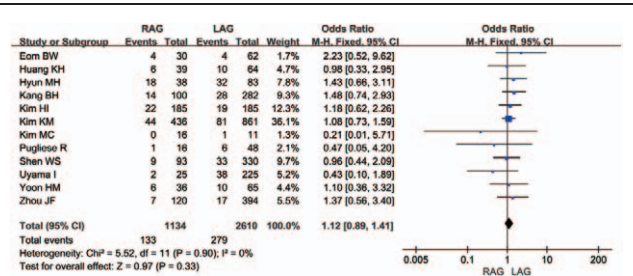 RAG LAG Odds Ratio Odds Ratio
Study or Subgroup Events Total Events Total Weight M-H. Fixed. 95% CI M-H. Fixed. 95% CI
Eom BW 4 30 4 62 1.7% 2.23 [0.52, 9.62]
Huang KH 6 39 10 64 4.7% 0.98 [0.33, 2.95]
Hyun MH 18 38 32 83 7.7% 1.43 [0.66, 3.11]
Kang BH 14 100 28 282 9.7% 1.48 [0.74, 2.93]
Kim HI 22 185 19 185 11.9% 1.18 [0.62, 2.26]
Kim KM 44 436 81 861 36.1% 1.08 [0.73, 1.59]
Kim MC 0 16 1 11 1.2% 0.21 [0.01, 5.71]
Pugliese R 1 16 6 48 2.0% 0.47 [0.05, 4.20]
Shen WS 9 93 33 330 9.6% 0.96 [0.44, 2.09]
Uyama I 2 25 38 225 5.0% 0.43 [0.10, 1.89]
Yoon HM 6 36 10 65 4.2% 1.10 [0.36, 3.32]
Zhou JF 7 120 17 394 5.3% 1.37 [0.56, 3.40]
Total (95% CI) 1134 2610 100.0% 1.12 [0.89, 1.41]
Total events 133 279
Heterogeneity: Chi² = 5.52, df = 11 (P = 0.90); I² = 0%
Test for overall effect: Z = 0.97 (P = 0.33)
0.005 0.1 1 10 200
RAG LAG